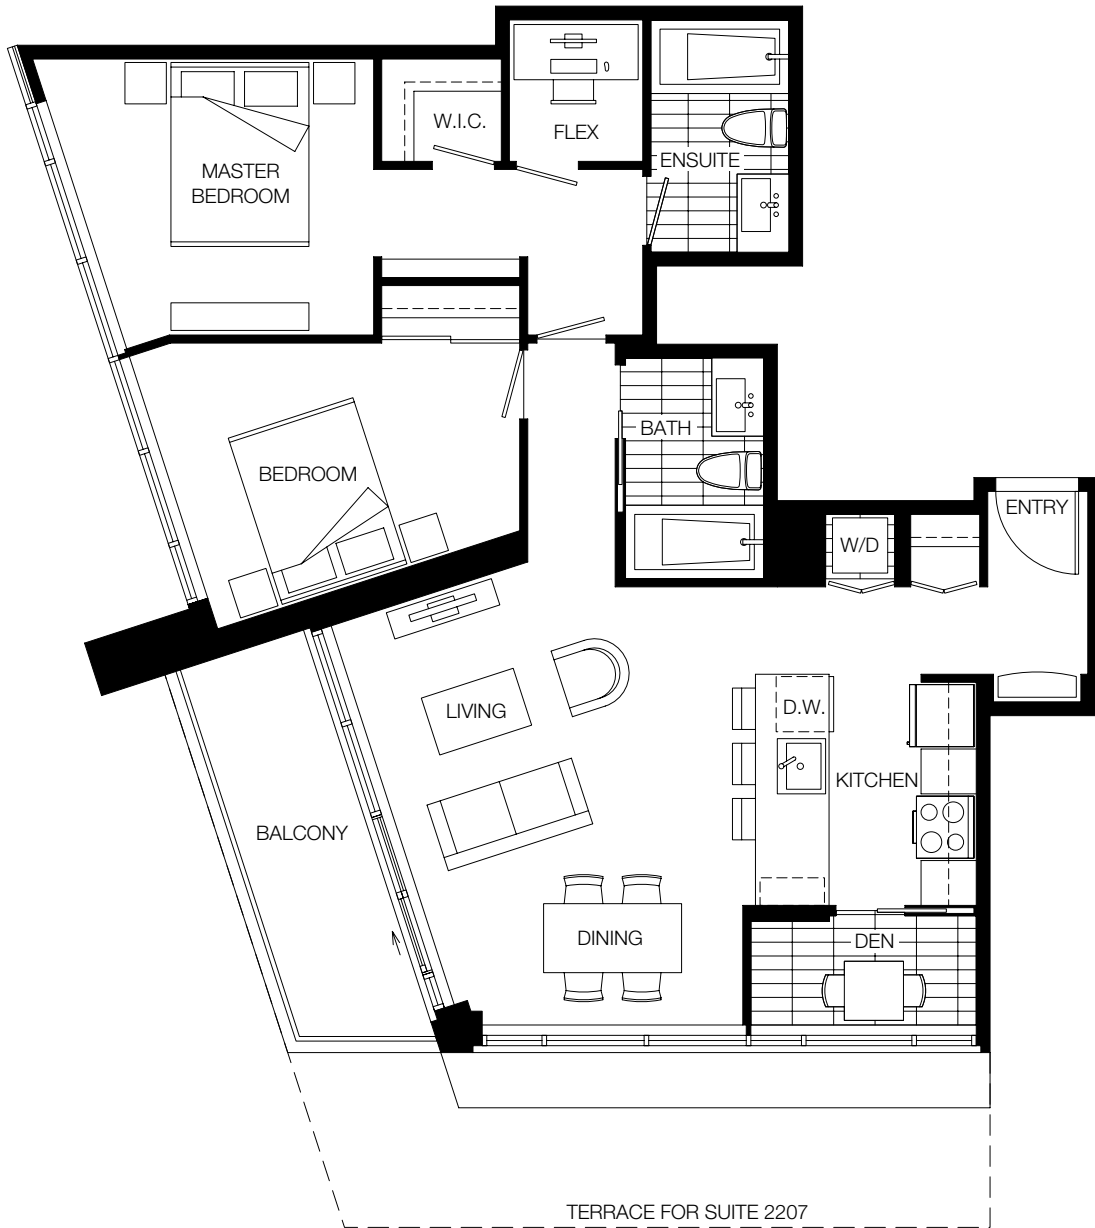 W.I.C.
FLEX
ENSUITE
MASTER
BEDROOM
BATH
BEDROOM
ENTRY
W/D
LIVING
D.W.
KITCHEN
BALCONY
DINING
DEN
TERRACE FOR SUITE 2207